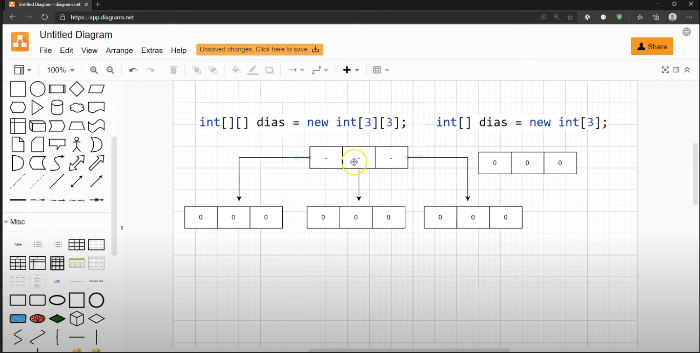 Untitled Diagram - diagrams.net
https://app.diagrams.net
Untitled Diagram
File Edit View Arrange Extras Help
Unsaved changes. Click here to save.
Share
100%
int[][] dias = new int[3][3];
int[] dias = new int[3];
- - -
0 0 0
0 0 0
0 0 0
0 0 0
Misc
Title